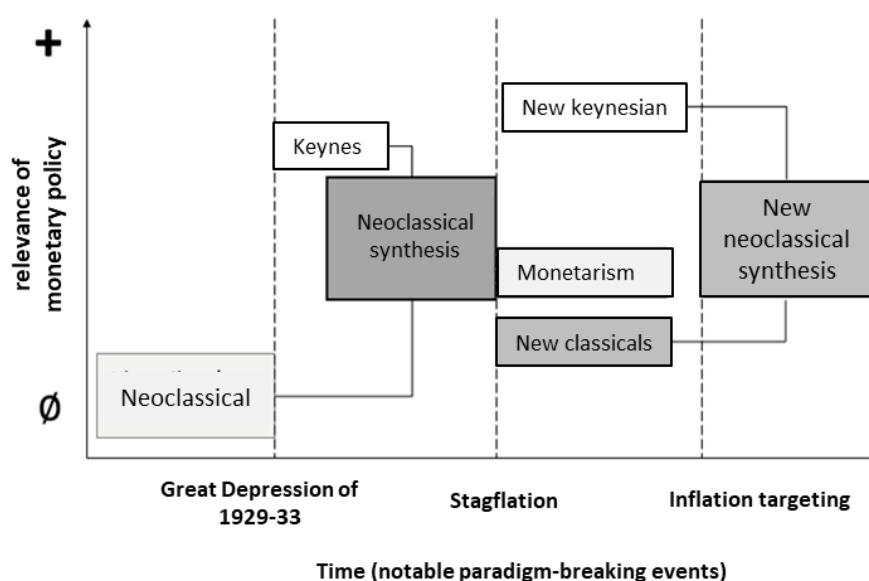 +
relevance of
monetary policy
Ø
Keynes
Neoclassical
synthesis
New keynesian
Monetarism
New classicals
New
neoclassical
synthesis
Neoclassical
Great Depression of
1929-33
Stagflation
Inflation targeting
Time (notable paradigm-breaking events)